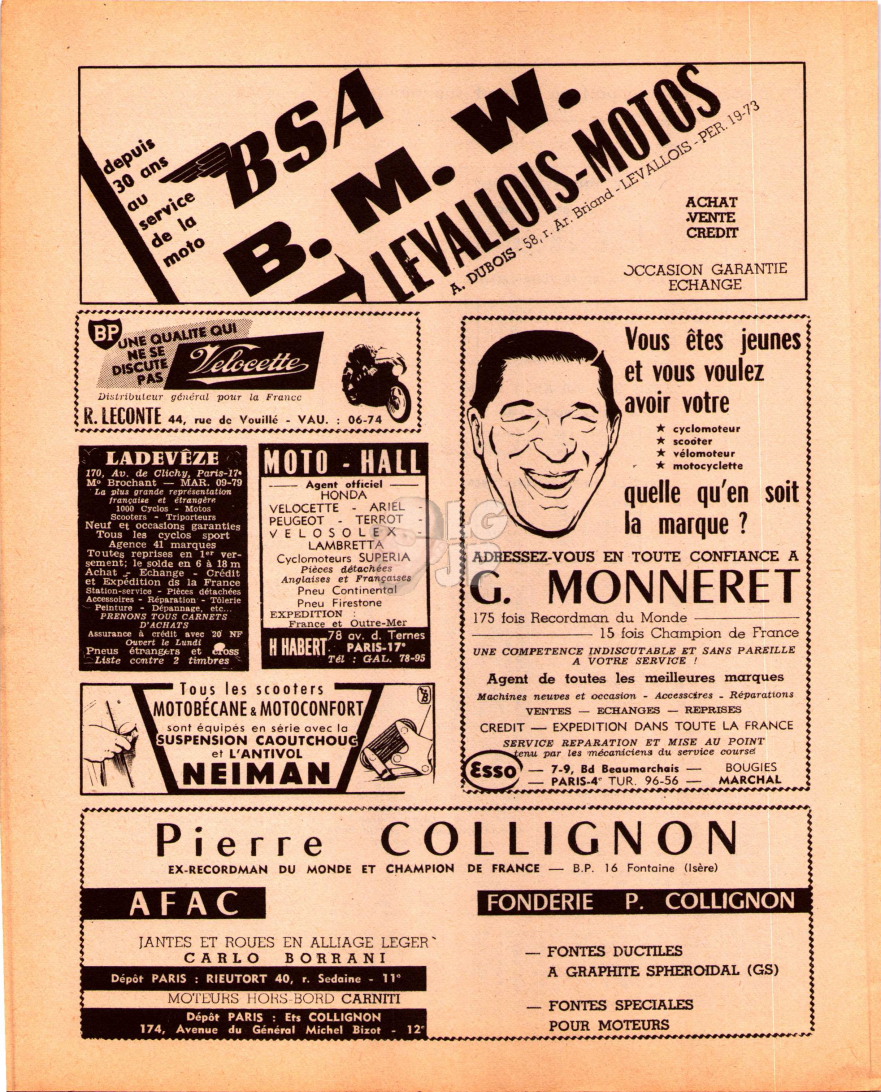 depuis
30 ans
au
service
de la
moto
BSA
B. M. W.
LEVALLOIS-MOTOS
A. DUBOIS - 58, r. Ar. Briand - LEVALLOIS - PER. 19-73
ACHAT
VENTE
CREDIT
OCCASION GARANTIE
ECHANGE
BP
UNE QUALITE QUI
NE SE
DISCUTE
PAS
Velocette
Distributeur général pour la France
R. LECONTE 44, rue de Vouillé - VAU. : 06-74
LADEVÈZE
170, Av. de Clichy, Paris-17e
Mo Brochant — MAR. 09-79
La plus grande représentation
française et étrangère
1000 Cyclos - Motos
Scooters - Triporteurs
Neuf et occasions garanties
Tous les cyclos sport
Agence 41 marques
Toutes reprises en 1er ver-
sement; le solde en 6 à 18 m
Achat - Echange - Crédit
et Expédition ds la France
Station-service - Pièces détachées
Accessoires - Réparation - Tôlerie
Peinture - Dépannage, etc...
PRENONS TOUS CARNETS
D'ACHATS
Assurance à crédit avec 20 NF
Ouvert le Lundi
Pneus étrangers et Cross
Liste contre 2 timbres
MOTO - HALL
Agent officiel
HONDA
VELOCETTE - ARIEL
PEUGEOT - TERROT
VELOSOLEX
LAMBRETTA
Cyclomoteurs SUPERIA
Pièces détachées
Anglaises et Françaises
Pneu Continental
Pneu Firestone
EXPEDITION :
France et Outre-Mer
H HABERT 78 av. d. Ternes
PARIS-17e
Tél : GAL. 78-95
Tous les scooters
MOTOBÉCANE & MOTOCONFORT
sont équipés en série avec la
SUSPENSION CAOUTCHOUC
et L'ANTIVOL
NEIMAN
Vous êtes jeunes
et vous voulez
avoir votre
★ cyclomoteur
★ scooter
★ vélomoteur
★ motocyclette
quelle qu'en soit
la marque ?
ADRESSEZ-VOUS EN TOUTE CONFIANCE A
G. MONNERET
175 fois Recordman du Monde
15 fois Champion de France
UNE COMPETENCE INDISCUTABLE ET SANS PAREILLE
A VOTRE SERVICE !
Agent de toutes les meilleures marques
Machines neuves et occasion - Accessoires - Réparations
VENTES — ECHANGES — REPRISES
CREDIT — EXPEDITION DANS TOUTE LA FRANCE
SERVICE REPARATION ET MISE AU POINT
tenu par les mécaniciens du service course
Esso — 7-9, Bd Beaumarchais — BOUGIES
— PARIS-4e TUR. 96-56 — MARCHAL
Pierre COLLIGNON
EX-RECORDMAN DU MONDE ET CHAMPION DE FRANCE — B.P. 16 Fontaine (Isère)
AFAC
JANTES ET ROUES EN ALLIAGE LEGER
CARLO BORRANI
Dépôt PARIS : RIEUTORT 40, r. Sedaine - 11e
MOTEURS HORS-BORD CARNITI
Dépôt PARIS : Ets COLLIGNON
174, Avenue du Général Michel Bizot - 12e
FONDERIE P. COLLIGNON
— FONTES DUCTILES
A GRAPHITE SPHEROIDAL (GS)
— FONTES SPECIALES
POUR MOTEURS